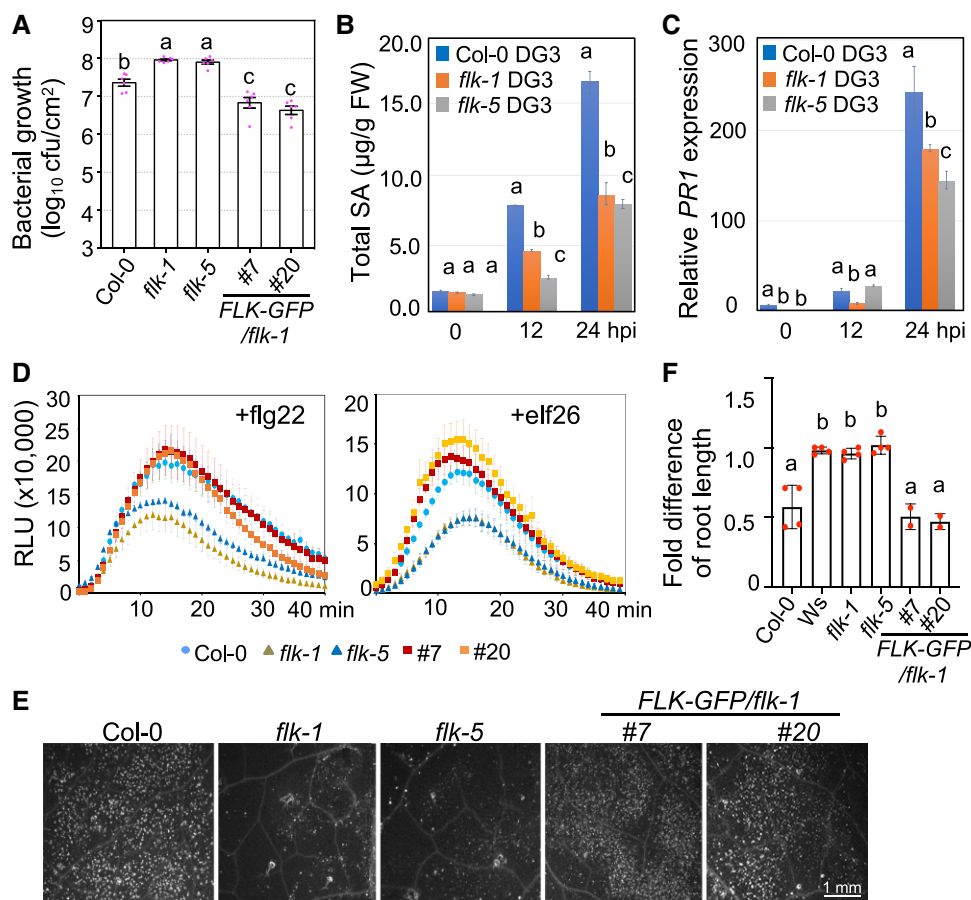 A
Bacterial growth
(log₁₀ cfu/cm²)
9
8
7
6
5
4
3
b
a
a
c
c
Col-0
flk-1
flk-5
#7
#20
FLK-GFP
/flk-1
B
Total SA (µg/g FW)
20.0
15.0
10.0
5.0
0.0
Col-0 DG3
flk-1 DG3
flk-5 DG3
a a a
a
b
c
a
b
c
0
12
24 hpi
C
Relative PR1 expression
300
200
100
0
Col-0 DG3
flk-1 DG3
flk-5 DG3
a b b
a b a
a
b
c
0
12
24 hpi
D
RLU (x10,000)
30
25
20
15
10
5
0
+flg22
10
20
30
40 min
20
15
10
5
0
+elf26
10
20
30
40 min
Col-0
flk-1
flk-5
#7
#20
F
Fold difference
of root length
1.5
1.0
0.5
0
a
b
b
b
a
a
Col-0
Ws
flk-1
flk-5
#7
#20
FLK-GFP
/flk-1
E
FLK-GFP/flk-1
Col-0
flk-1
flk-5
#7
#20
1 mm